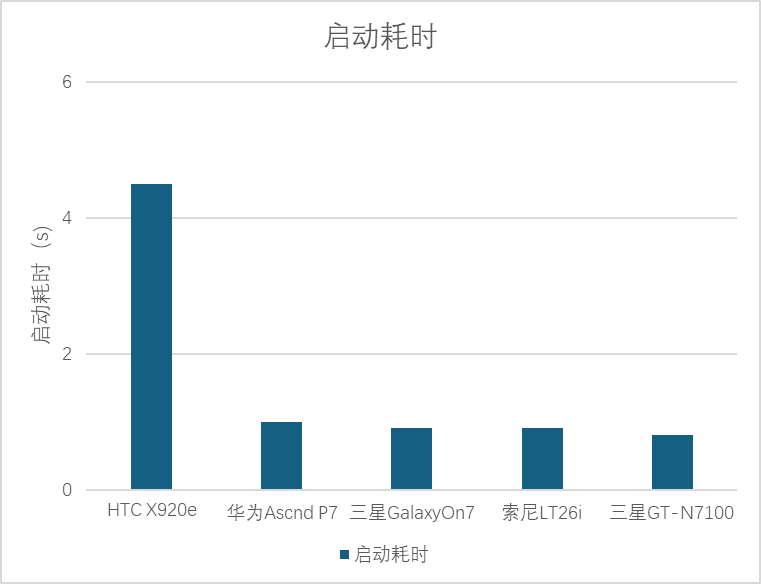 启动耗时
6
4
2
0
启动耗时（s）
HTC X920e
华为Ascnd P7
三星GalaxyOn7
索尼LT26i
三星GT-N7100
启动耗时